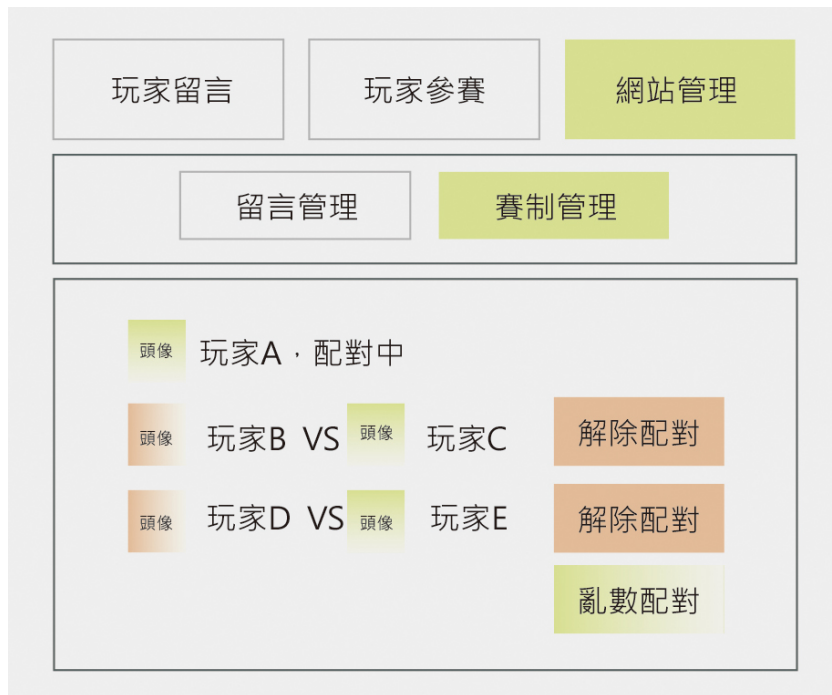 玩家留言 玩家參賽 網站管理
留言管理 賽制管理
頭像 玩家A，配對中
頭像 玩家B VS 頭像 玩家C 解除配對
頭像 玩家D VS 頭像 玩家E 解除配對
亂數配對